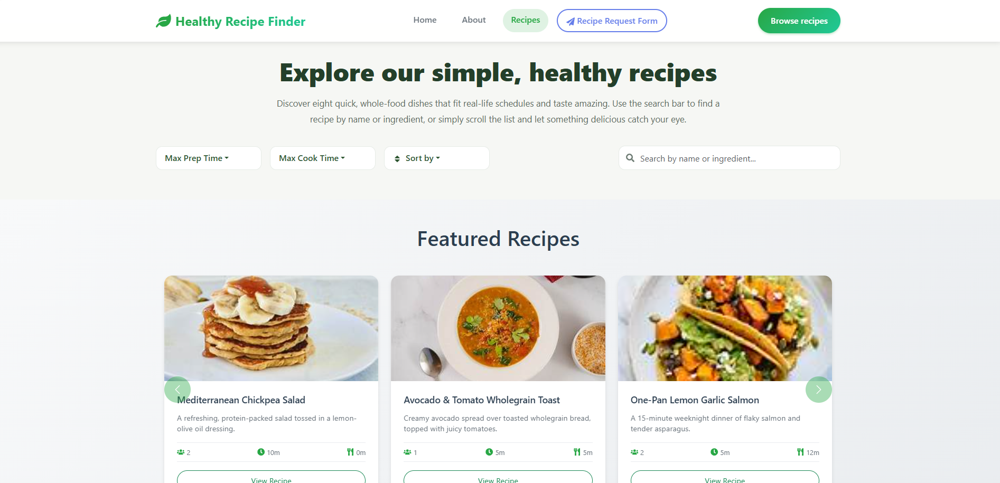 Healthy Recipe Finder
Home
About
Recipes
Recipe Request Form
Browse recipes
Explore our simple, healthy recipes
Discover eight quick, whole-food dishes that fit real-life schedules and taste amazing. Use the search bar to find a
recipe by name or ingredient, or simply scroll the list and let something delicious catch your eye.
Max Prep Time
Max Cook Time
Sort by
Search by name or ingredient...
Featured Recipes
Mediterranean Chickpea Salad
A refreshing, protein-packed salad tossed in a lemon-
olive oil dressing.
2
10m
0m
View Recipe
Avocado & Tomato Wholegrain Toast
Creamy avocado spread over toasted wholegrain bread,
topped with juicy tomatoes.
1
5m
5m
View Recipe
One-Pan Lemon Garlic Salmon
A 15-minute weeknight dinner of flaky salmon and
tender asparagus.
2
5m
12m
View Recipe